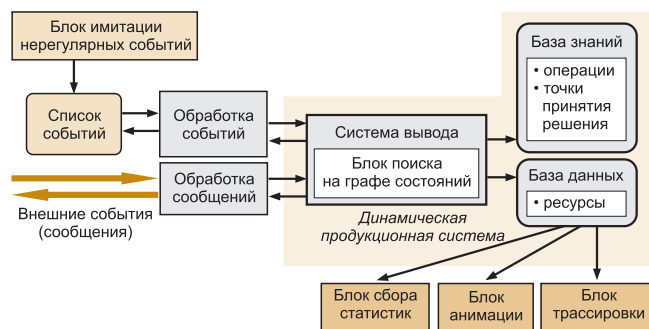 Блок имитации
нерегулярных событий
Список
событий
Обработка
событий
Обработка
сообщений
Внешние события
(сообщения)
Система вывода
Блок поиска
на графе состояний
Динамическая
продукционная система
База знаний
• операции
• точки
принятия
решения
База данных
• ресурсы
Блок сбора
статистик
Блок
анимации
Блок
трассировки